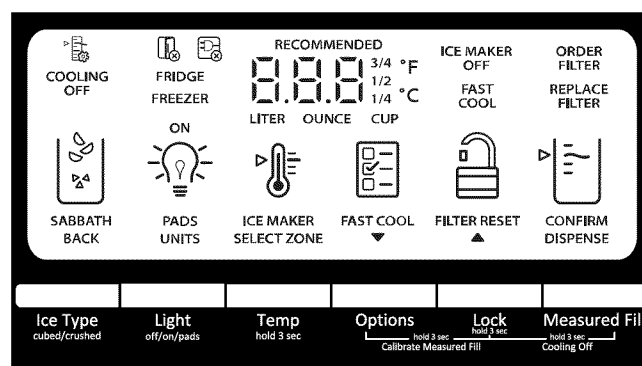 RECOMMENDED
COOLING OFF
FRIDGE
FREEZER
8.8.8
3/4
1/2
1/4
°F
°C
LITER OUNCE CUP
ICE MAKER OFF
FAST COOL
ORDER FILTER
REPLACE FILTER
ON
SABBATH BACK
PADS UNITS
ICE MAKER SELECT ZONE
FAST COOL
FILTER RESET
CONFIRM DISPENSE
Ice Type
cubed/crushed
Light
off/on/pads
Temp
hold 3 sec
Options
Lock
hold 3 sec
Measured Fil
hold 3 sec
Calibrate Measured Fill
hold 3 sec
Cooling Off